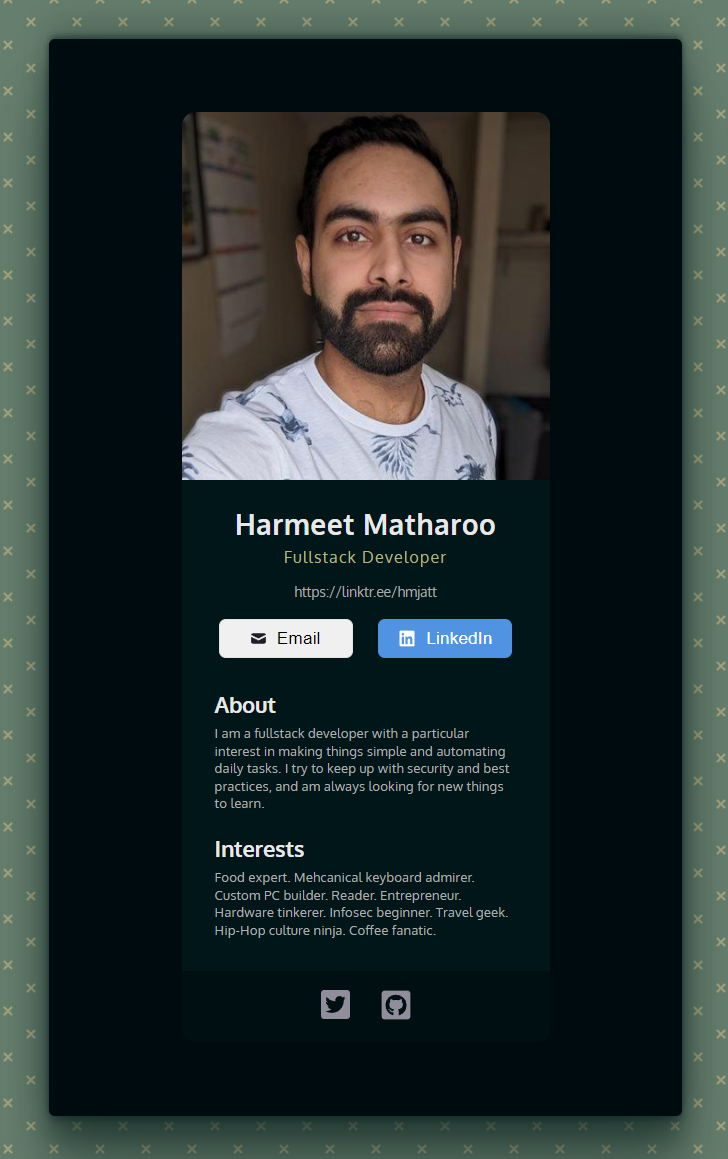 Harmeet Matharoo
Fullstack Developer
https://linktr.ee/hmjatt
Email
LinkedIn
About
I am a fullstack developer with a particular
interest in making things simple and automating
daily tasks. I try to keep up with security and best
practices, and am always looking for new things
to learn.
Interests
Food expert. Mehcanical keyboard admirer.
Custom PC builder. Reader. Entrepreneur.
Hardware tinkerer. Infosec beginner. Travel geek.
Hip-Hop culture ninja. Coffee fanatic.